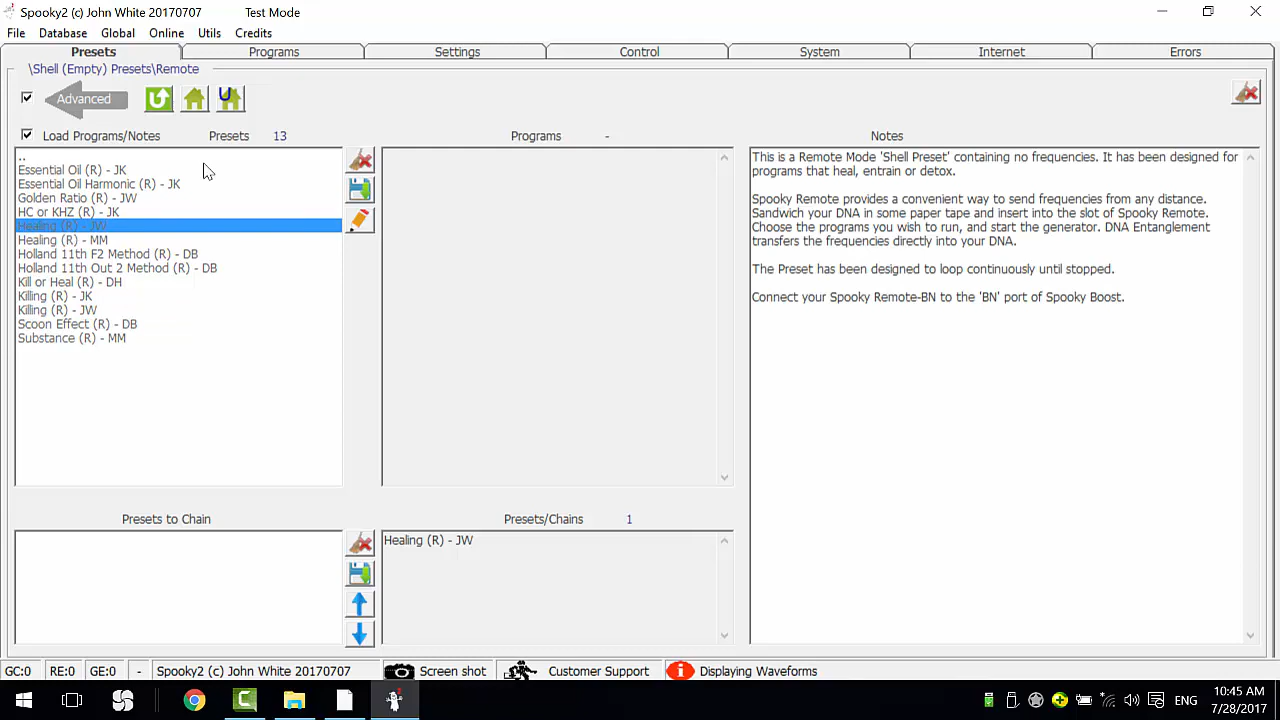 Spooky2 (c) John White 20170707 Test Mode
File Database Global Online Utils Credits
Presets Programs Settings Control System Internet Errors
\Shell (Empty) Presets\Remote
Advanced
Load Programs/Notes Presets 13 Programs - Notes
..
Essential Oil (R) - JK
Essential Oil Harmonic (R) - JK
Golden Ratio (R) - JW
HC or KHZ (R) - JK
Healing (R) - JW
Healing (R) - MM
Holland 11th F2 Method (R) - DB
Holland 11th Out 2 Method (R) - DB
Kill or Heal (R) - DH
Killing (R) - JK
Killing (R) - JW
Scoon Effect (R) - DB
Substance (R) - MM
This is a Remote Mode 'Shell Preset' containing no frequencies. It has been designed for
programs that heal, entrain or detox.
Spooky Remote provides a convenient way to send frequencies from any distance.
Sandwich your DNA in some paper tape and insert into the slot of Spooky Remote.
Choose the programs you wish to run, and start the generator. DNA Entanglement
transfers the frequencies directly into your DNA.
The Preset has been designed to loop continuously until stopped.
Connect your Spooky Remote-BN to the 'BN' port of Spooky Boost.
Presets to Chain Presets/Chains 1
Healing (R) - JW
GC:0 RE:0 GE:0 - Spooky2 (c) John White 20170707 Screen shot Customer Support Displaying Waveforms
ENG
10:45 AM
7/28/2017